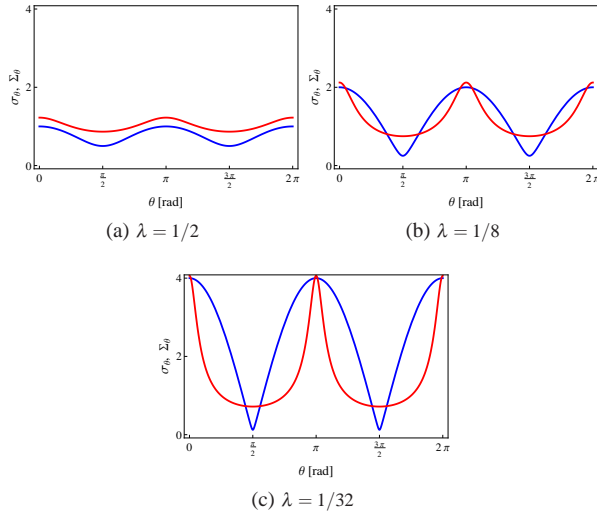 4
4
2
2
σθ, Σθ
σθ, Σθ
0
0
0
π/2
π
3π/2
2π
0
π/2
π
3π/2
2π
θ [rad]
θ [rad]
(a) λ = 1/2
(b) λ = 1/8
4
2
σθ, Σθ
0
0
π/2
π
3π/2
2π
θ [rad]
(c) λ = 1/32